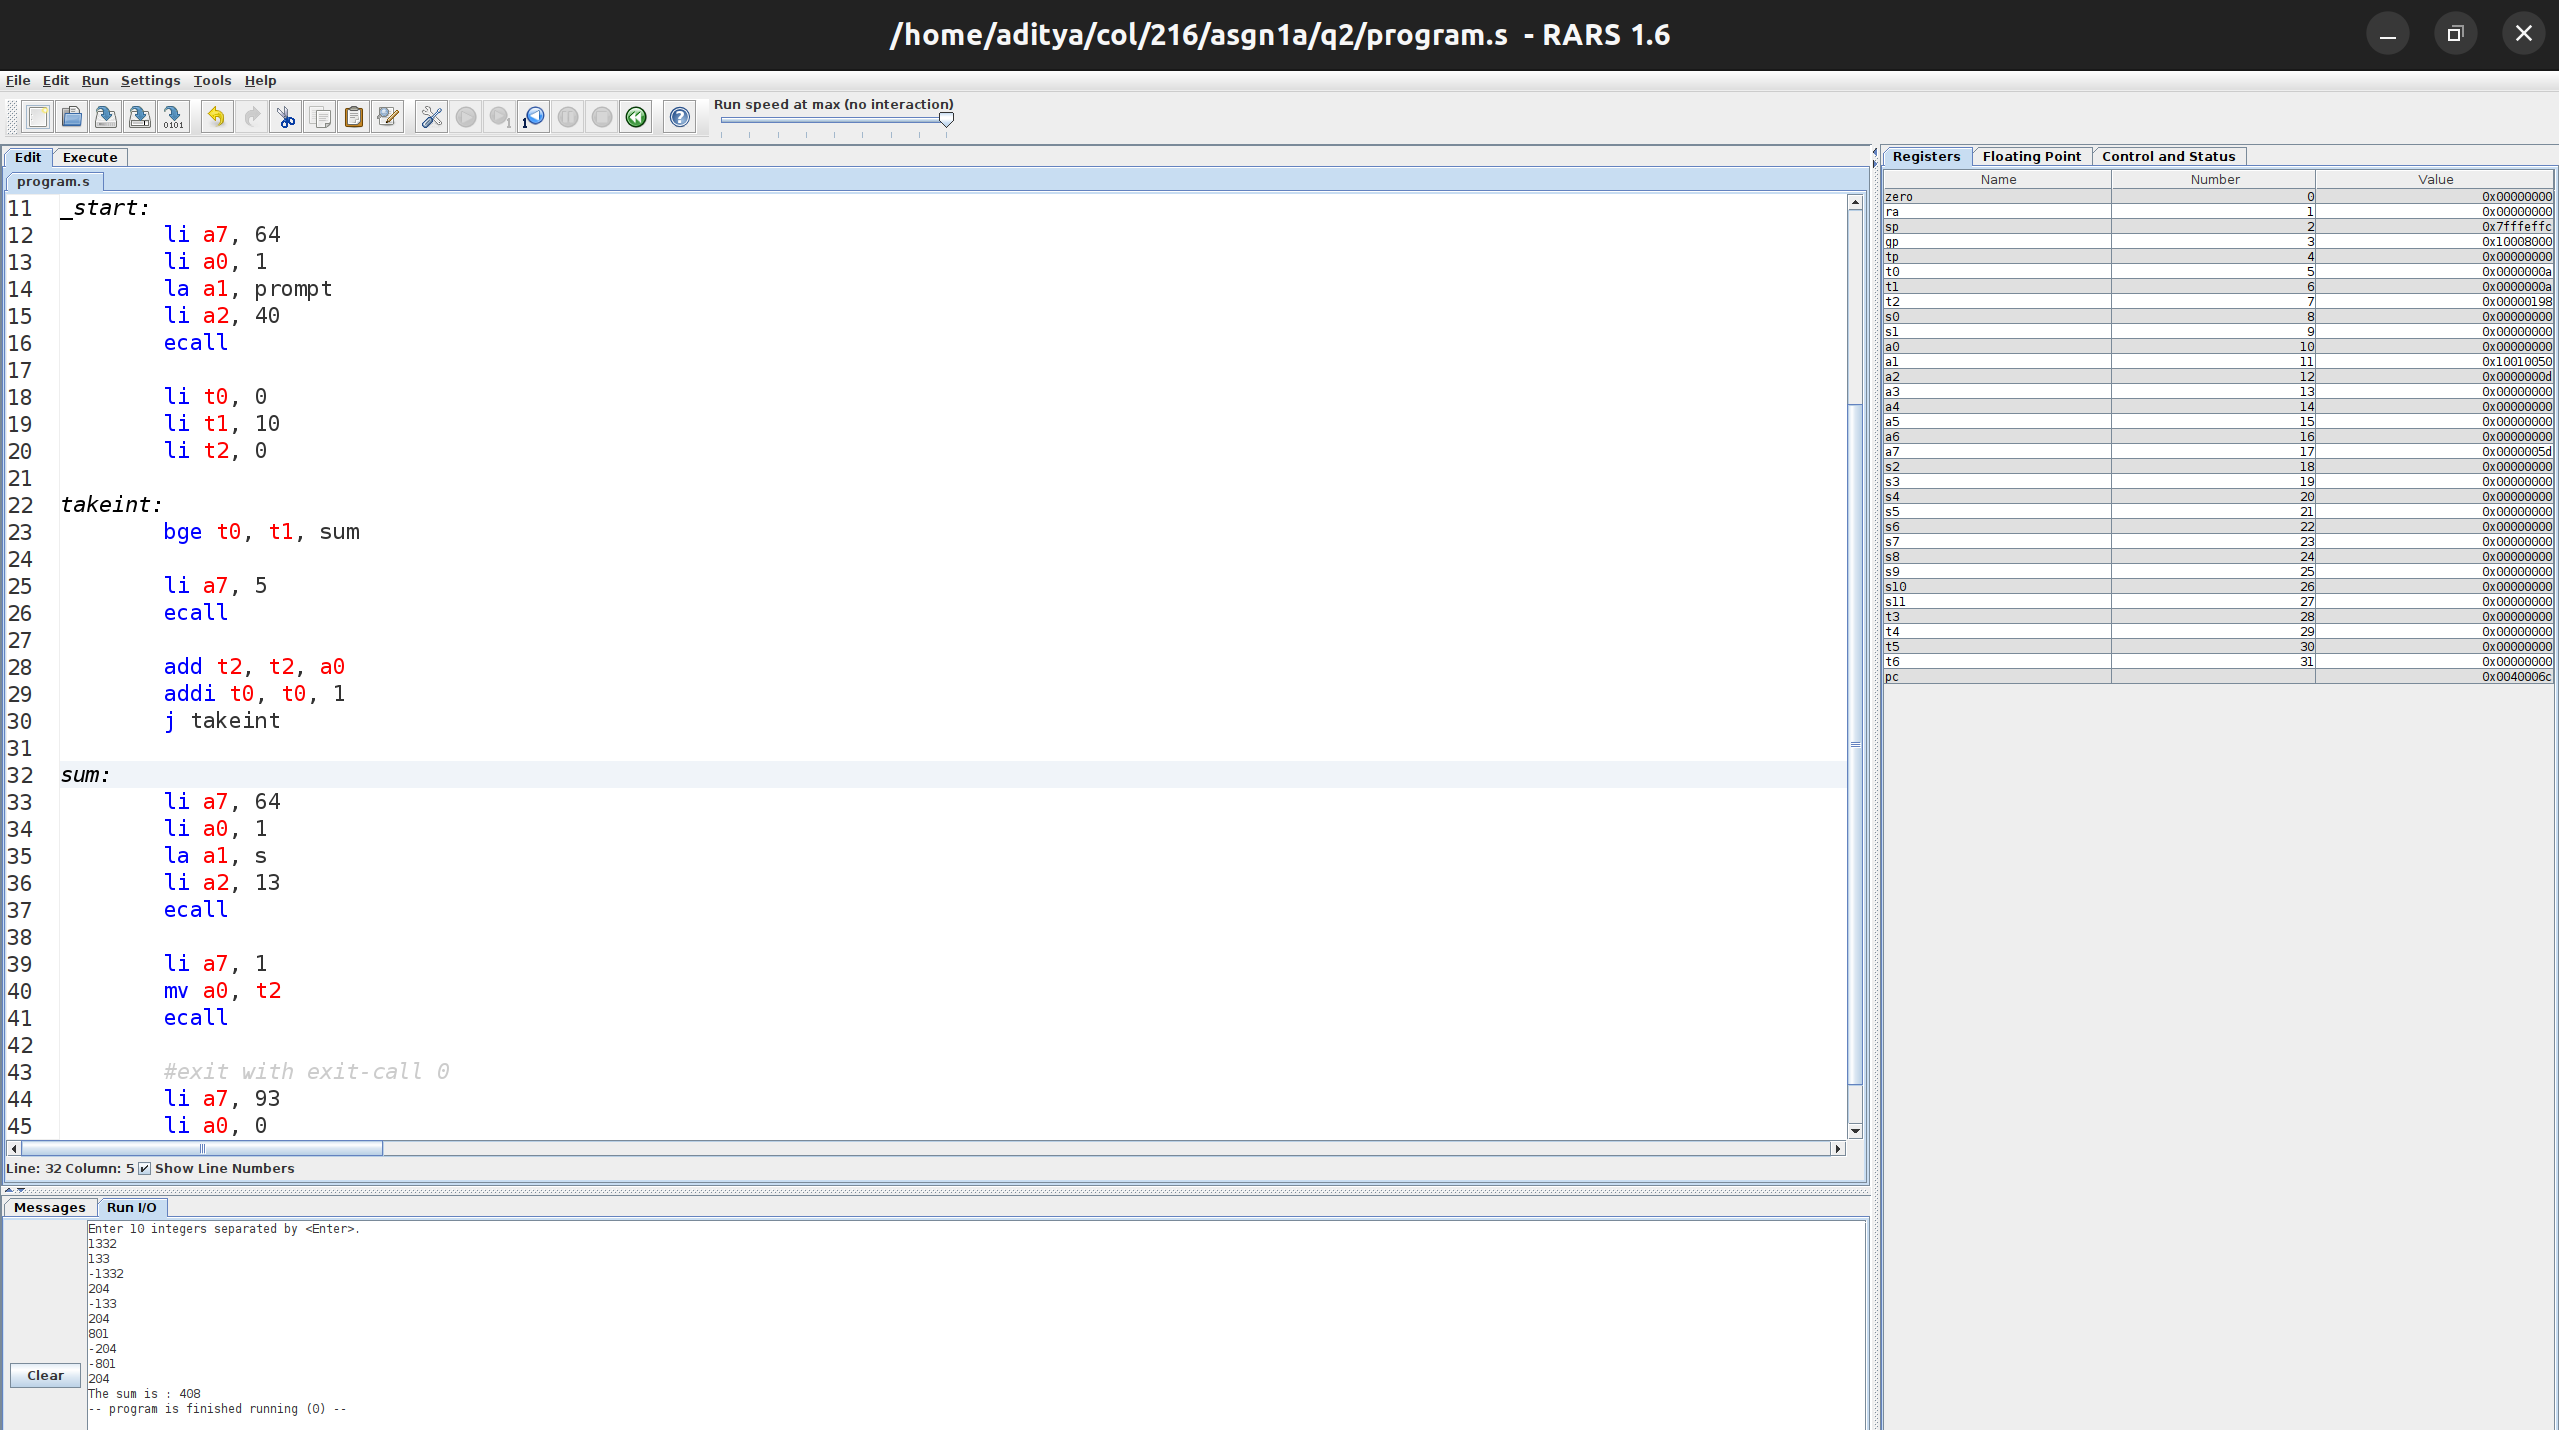 /home/aditya/col/216/asgn1a/q2/program.s - RARS 1.6
File Edit Run Settings Tools Help
Run speed at max (no interaction)
Edit Execute
program.s
11 _start:
12 li a7, 64
13 li a0, 1
14 la a1, prompt
15 li a2, 40
16 ecall
17
18 li t0, 0
19 li t1, 10
20 li t2, 0
21
22 takeint:
23 bge t0, t1, sum
24
25 li a7, 5
26 ecall
27
28 add t2, t2, a0
29 addi t0, t0, 1
30 j takeint
31
32 sum:
33 li a7, 64
34 li a0, 1
35 la a1, s
36 li a2, 13
37 ecall
38
39 li a7, 1
40 mv a0, t2
41 ecall
42
43 #exit with exit-call 0
44 li a7, 93
45 li a0, 0
Line: 32 Column: 5 Show Line Numbers
Messages Run I/O
Clear
Enter 10 integers separated by <Enter>.
1332
133
-1332
204
-133
204
801
-204
-801
204
The sum is : 408
-- program is finished running (0) --
Registers Floating Point Control and Status
Name Number Value
zero 0 0x00000000
ra 1 0x00000000
sp 2 0x7fffeffc
gp 3 0x10008000
tp 4 0x00000000
t0 5 0x0000000a
t1 6 0x0000000a
t2 7 0x00000198
s0 8 0x00000000
s1 9 0x00000000
a0 10 0x00000000
a1 11 0x10010050
a2 12 0x0000000d
a3 13 0x00000000
a4 14 0x00000000
a5 15 0x00000000
a6 16 0x00000000
a7 17 0x0000005d
s2 18 0x00000000
s3 19 0x00000000
s4 20 0x00000000
s5 21 0x00000000
s6 22 0x00000000
s7 23 0x00000000
s8 24 0x00000000
s9 25 0x00000000
s10 26 0x00000000
s11 27 0x00000000
t3 28 0x00000000
t4 29 0x00000000
t5 30 0x00000000
t6 31 0x00000000
pc 0x0040006c